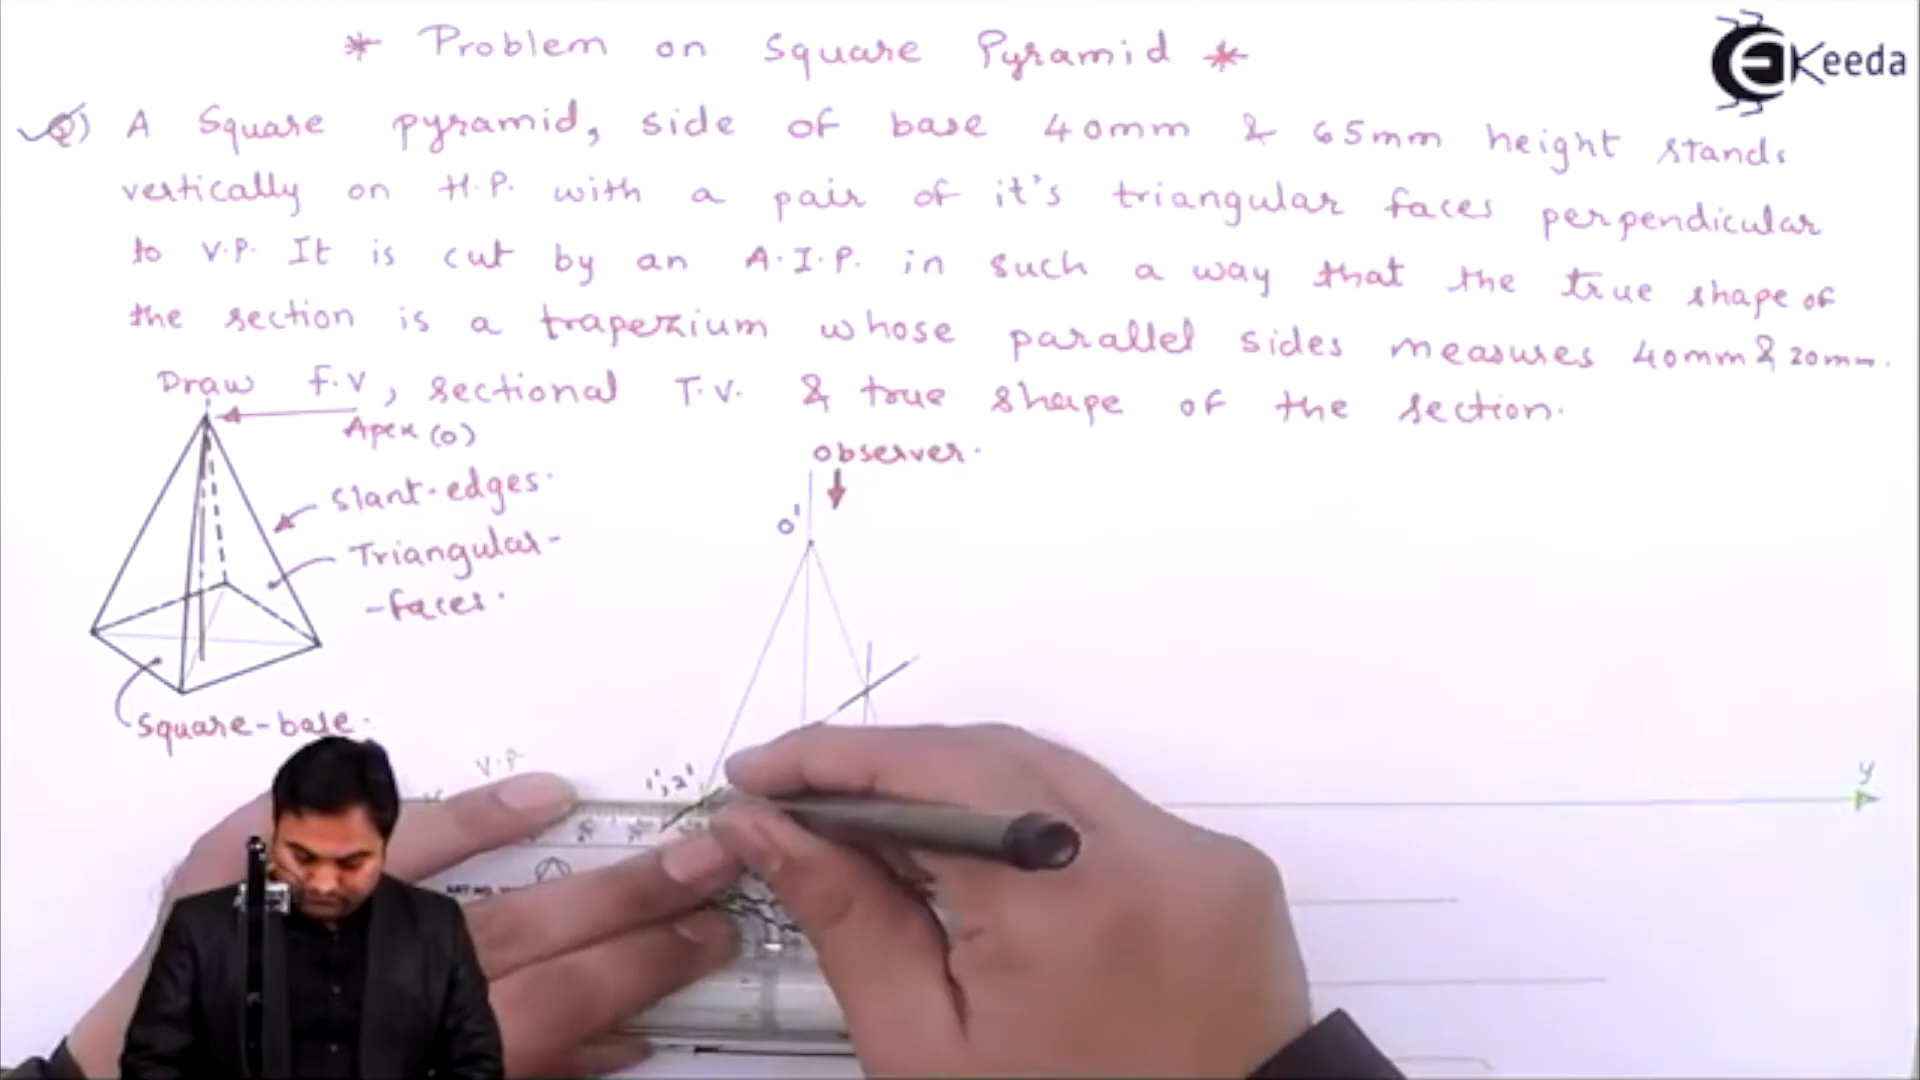 * Problem on Square Pyramid *
EKeeda
Q) A Square pyramid, side of base 40mm & 65mm height stands
vertically on H.P. with a pair of it's triangular faces perpendicular
to V.P. It is cut by an A.I.P. in such a way that the true shape of
the section is a trapezium whose parallel sides measures 40mm & 20mm.
Draw F.V, sectional T.V. & true shape of the section.
Apex (O)
Slant-edges.
Triangular-
-faces.
Square-base.
Observer.
O'
V.P
1',2'
y